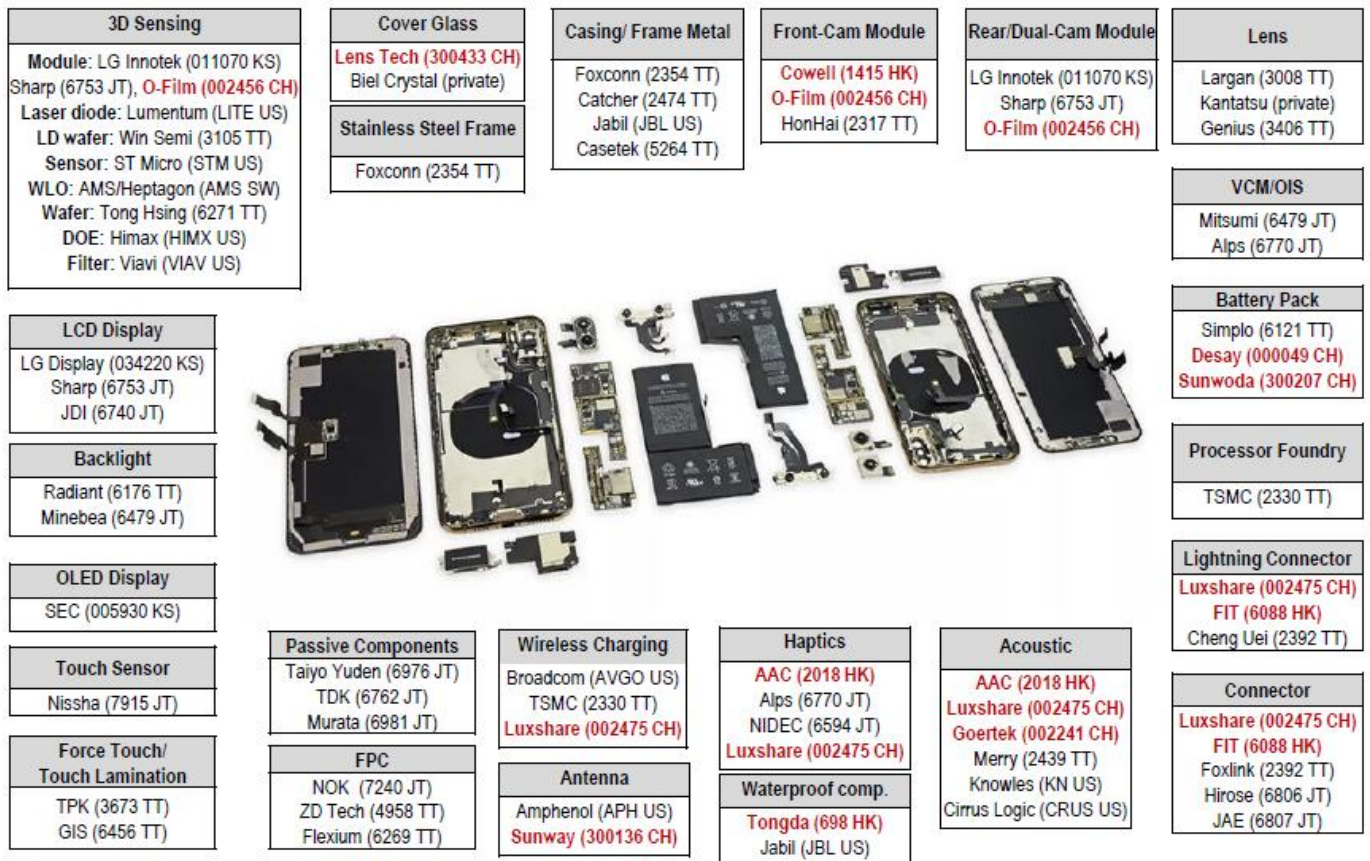 3D Sensing
Module: LG Innotek (011070 KS)
Sharp (6753 JT), O-Film (002456 CH)
Laser diode: Lumentum (LITE US)
LD wafer: Win Semi (3105 TT)
Sensor: ST Micro (STM US)
WLO: AMS/Heptagon (AMS SW)
Wafer: Tong Hsing (6271 TT)
DOE: Himax (HIMX US)
Filter: Viavi (VIAV US)
Cover Glass
Lens Tech (300433 CH)
Biel Crystal (private)
Stainless Steel Frame
Foxconn (2354 TT)
Casing/ Frame Metal
Foxconn (2354 TT)
Catcher (2474 TT)
Jabil (JBL US)
Casetek (5264 TT)
Front-Cam Module
Cowell (1415 HK)
O-Film (002456 CH)
HonHai (2317 TT)
Rear/Dual-Cam Module
LG Innotek (011070 KS)
Sharp (6753 JT)
O-Film (002456 CH)
Lens
Largan (3008 TT)
Kantatsu (private)
Genius (3406 TT)
VCM/OIS
Mitsumi (6479 JT)
Alps (6770 JT)
Battery Pack
Simplo (6121 TT)
Desay (000049 CH)
Sunwoda (300207 CH)
Processor Foundry
TSMC (2330 TT)
Lightning Connector
Luxshare (002475 CH)
FIT (6088 HK)
Cheng Uei (2392 TT)
Connector
Luxshare (002475 CH)
FIT (6088 HK)
Foxlink (2392 TT)
Hirose (6806 JT)
JAE (6807 JT)
LCD Display
LG Display (034220 KS)
Sharp (6753 JT)
JDI (6740 JT)
Backlight
Radiant (6176 TT)
Minebea (6479 JT)
OLED Display
SEC (005930 KS)
Touch Sensor
Nissha (7915 JT)
Force Touch/
Touch Lamination
TPK (3673 TT)
GIS (6456 TT)
Passive Components
Taiyo Yuden (6976 JT)
TDK (6762 JT)
Murata (6981 JT)
FPC
NOK (7240 JT)
ZD Tech (4958 TT)
Flexium (6269 TT)
Wireless Charging
Broadcom (AVGO US)
TSMC (2330 TT)
Luxshare (002475 CH)
Antenna
Amphenol (APH US)
Sunway (300136 CH)
Haptics
AAC (2018 HK)
Alps (6770 JT)
NIDEC (6594 JT)
Luxshare (002475 CH)
Waterproof comp.
Tongda (698 HK)
Jabil (JBL US)
Acoustic
AAC (2018 HK)
Luxshare (002475 CH)
Goertek (002241 CH)
Merry (2439 TT)
Knowles (KN US)
Cirrus Logic (CRUS US)